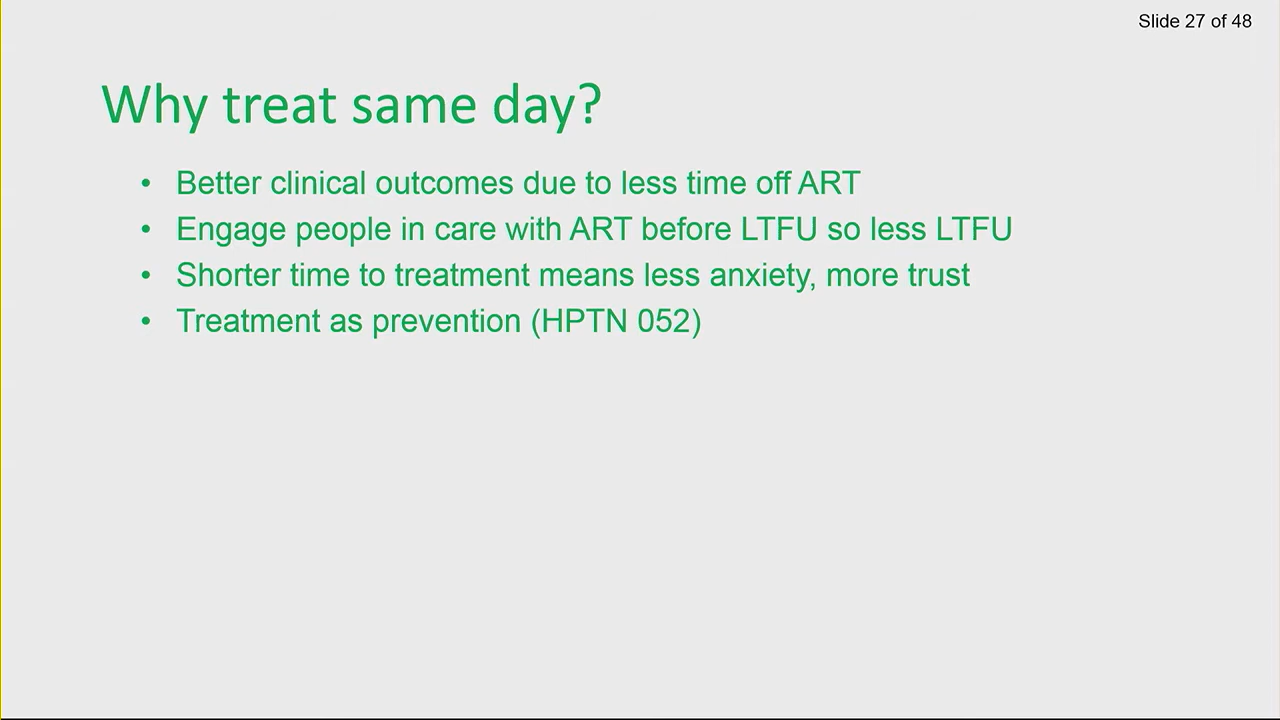 Slide 27 of 48
Why treat same day?
• Better clinical outcomes due to less time off ART
• Engage people in care with ART before LTFU so less LTFU
• Shorter time to treatment means less anxiety, more trust
• Treatment as prevention (HPTN 052)